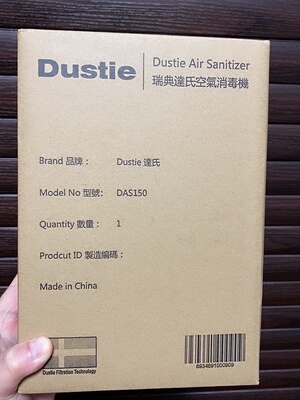 Dustie
Dustie Air Sanitizer
瑞典達氏空氣消毒機
Brand 品牌： Dustie 達氏
Model No 型號： DAS150
Quantity 數量： 1
Prodcut ID 製造編碼：
Made in China
Dustie Filtration Technology
6934691000909